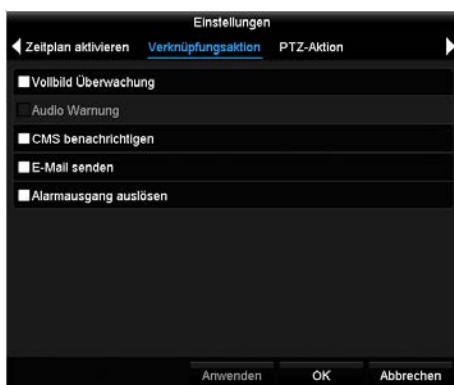 Einstellungen
Zeitplan aktivieren Verknüpfungsaktion PTZ-Aktion
Vollbild Überwachung
Audio Warnung
CMS benachrichtigen
E-Mail senden
Alarmausgang auslösen
Anwenden OK Abbrechen